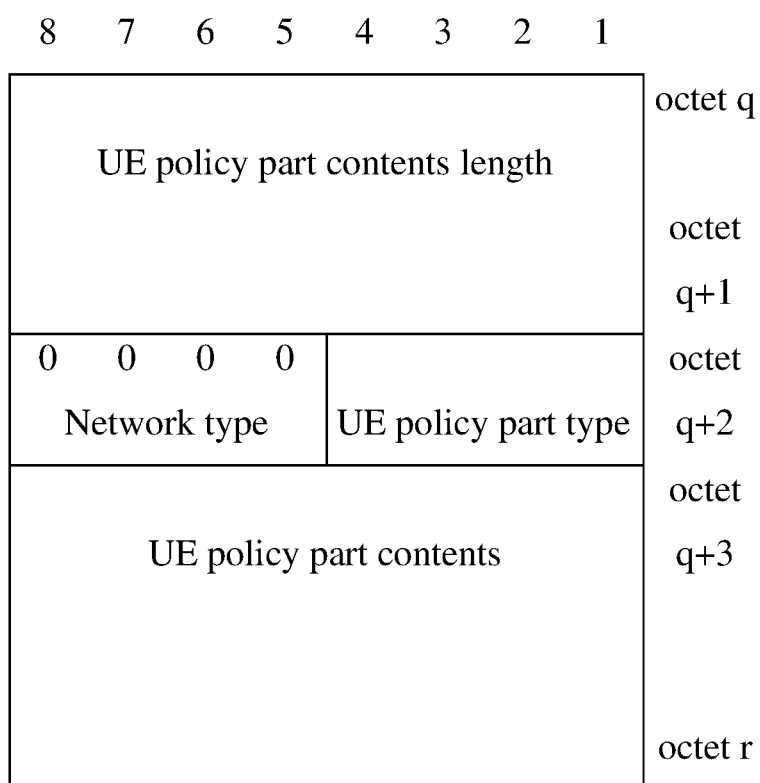 8 7 6 5 4 3 2 1
octet q
UE policy part contents length
octet
q+1
0 0 0 0 octet
Network type UE policy part type q+2
octet
UE policy part contents q+3
octet r